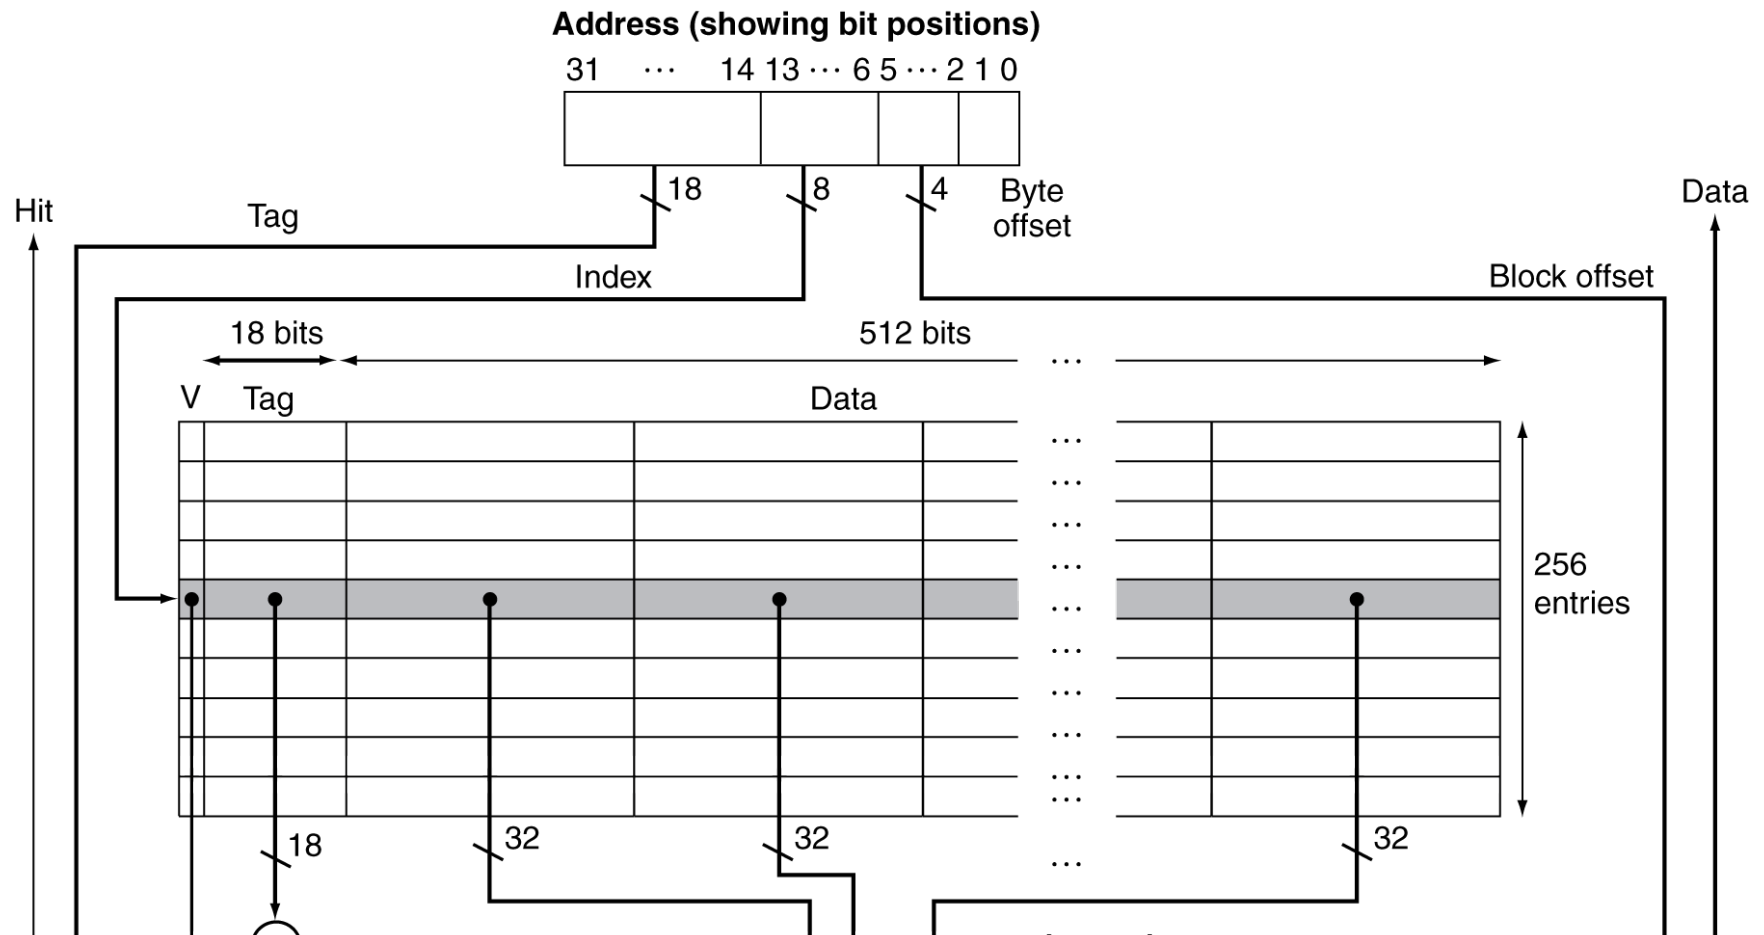 Address (showing bit positions)
31 ··· 14 13 ··· 6 5 ··· 2 1 0
18
8
4
Byte
offset
Data
Hit
Tag
Index
Block offset
18 bits
512 bits
···
V
Tag
Data
···
···
···
···
···
···
···
···
···
···
256
entries
18
32
32
···
32